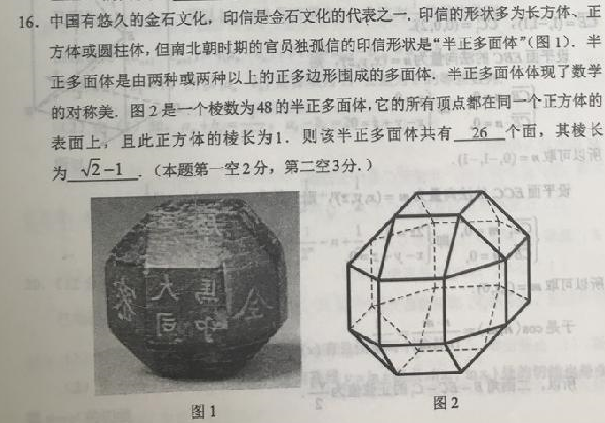 16. 中国有悠久的金石文化, 印信是金石文化的代表之一. 印信的形状多为长方体、正
方体或圆柱体, 但南北朝时期的官员独孤信的印信形状是“半正多面体”(图1). 半
正多面体是由两种或两种以上的正多边形围成的多面体. 半正多面体体现了数学
的对称美. 图2是一个棱数为48的半正多面体, 它的所有顶点都在同一个正方体的
表面上, 且此正方体的棱长为1. 则该半正多面体共有 26 个面, 其棱长
为 √2-1 . (本题第一空2分, 第二空3分.)
图1
图2